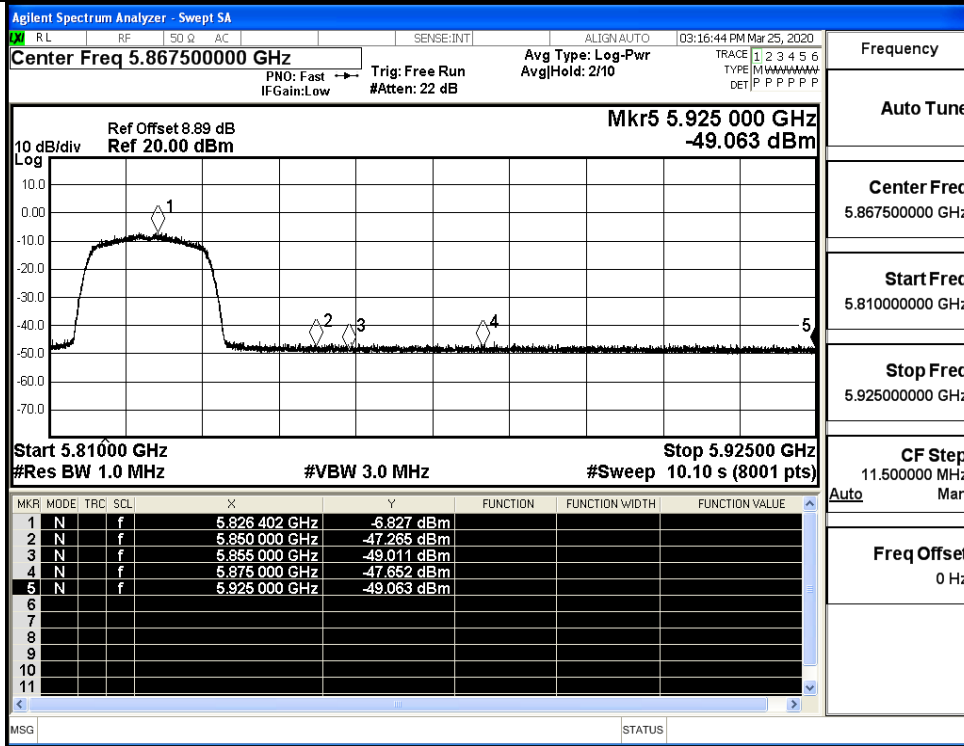 Agilent Spectrum Analyzer - Swept SA
LXI RL RF 50 Ω AC SENSE:INT ALIGN AUTO 03:16:44 PM Mar 25, 2020
Center Freq 5.867500000 GHz
PNO: Fast
IFGain:Low
Trig: Free Run
#Atten: 22 dB
Avg Type: Log-Pwr
Avg|Hold: 2/10
TRACE 1 2 3 4 5 6
TYPE M WWWWW
DET P P P P P P
Frequency
Auto Tune
Center Freq
5.867500000 GHz
Start Freq
5.810000000 GHz
Stop Freq
5.925000000 GHz
CF Step
11.500000 MHz
Auto Man
Freq Offset
0 Hz
Mkr5 5.925 000 GHz
-49.063 dBm
Ref Offset 8.89 dB
10 dB/div Ref 20.00 dBm
Log
10.0
0.00
-10.0
-20.0
-30.0
-40.0
-50.0
-60.0
-70.0
1
2
3
4
5
Start 5.81000 GHz Stop 5.92500 GHz
#Res BW 1.0 MHz #VBW 3.0 MHz #Sweep 10.10 s (8001 pts)
MKR MODE TRC SCL X Y FUNCTION FUNCTION WIDTH FUNCTION VALUE
1 N f 5.826 402 GHz -6.827 dBm
2 N f 5.850 000 GHz -47.265 dBm
3 N f 5.855 000 GHz -49.011 dBm
4 N f 5.875 000 GHz -47.652 dBm
5 N f 5.925 000 GHz -49.063 dBm
6
7
8
9
10
11
MSG STATUS